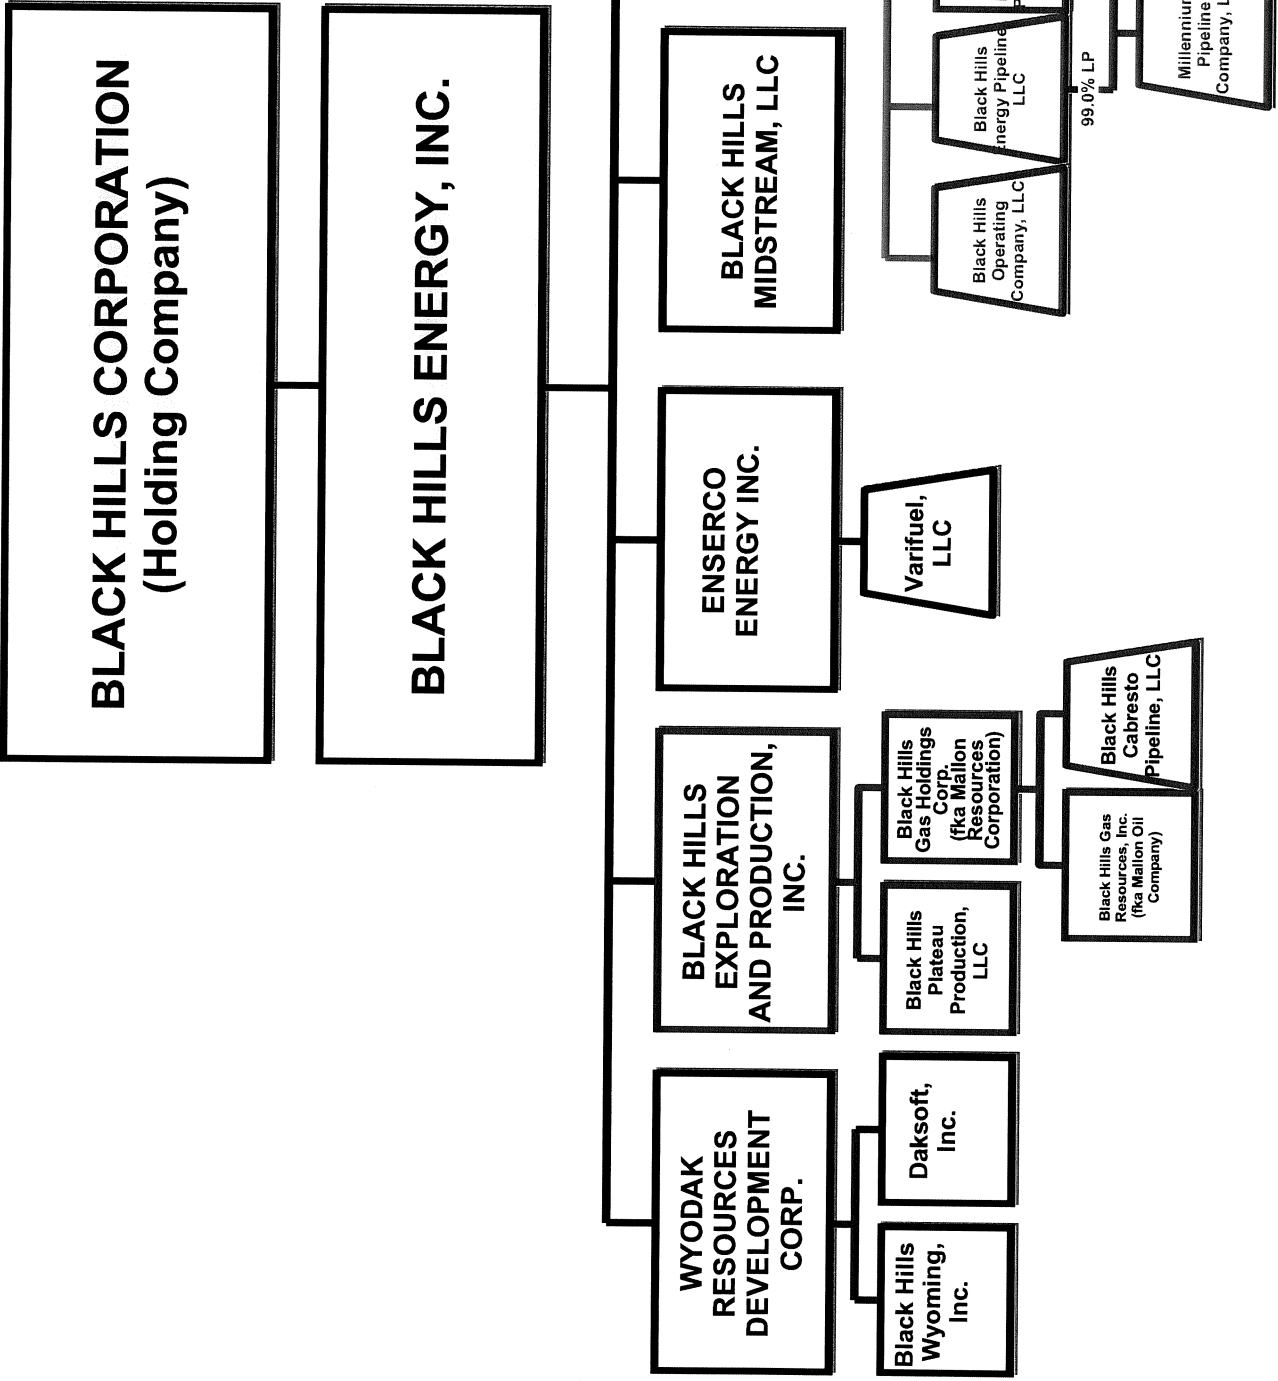 BLACK HILLS CORPORATION
(Holding Company)
BLACK HILLS ENERGY, INC.
WYODAK
RESOURCES
DEVELOPMENT
CORP.
BLACK HILLS
EXPLORATION
AND PRODUCTION,
INC.
ENSERCO
ENERGY INC.
BLACK HILLS
MIDSTREAM, LLC
Black Hills
Wyoming,
Inc.
Daksoft,
Inc.
Black Hills
Plateau
Production,
LLC
Black Hills
Gas Holdings
Corp.
(fka Mallon
Resources
Corporation)
Varifuel,
LLC
Black Hills
Operating
Company, LLC
Black Hills
Energy Pipeline
LLC
99.0% LP
Black Hills Gas
Resources, Inc.
(fka Mallon Oil
Company)
Black Hills
Cabresto
Pipeline, LLC
Pipeline
Company,